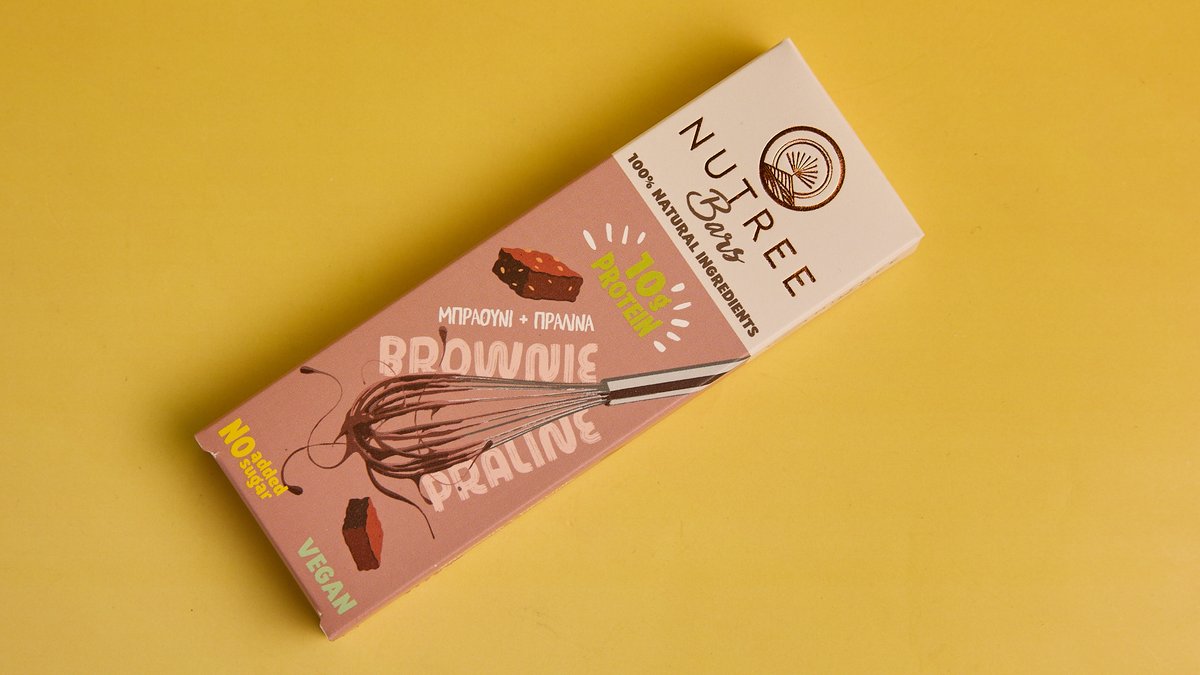 NUTREE
Bars
100% NATURAL INGREDIENTS
10g
PROTEIN
ΜΠΡΑΟΥΝΙ + ΠΡΑΛΙΝΑ
BROWNIE
PRALINE
NO
added
sugar
VEGAN